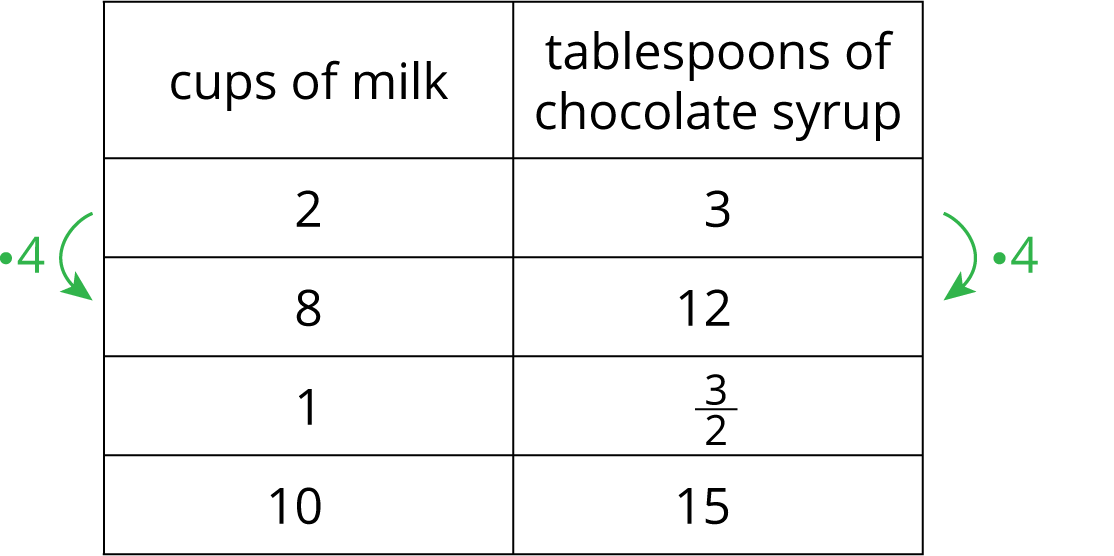 cups of milk
tablespoons of
chocolate syrup
2 3
•4 •4
8 12
1 3/2
10 15